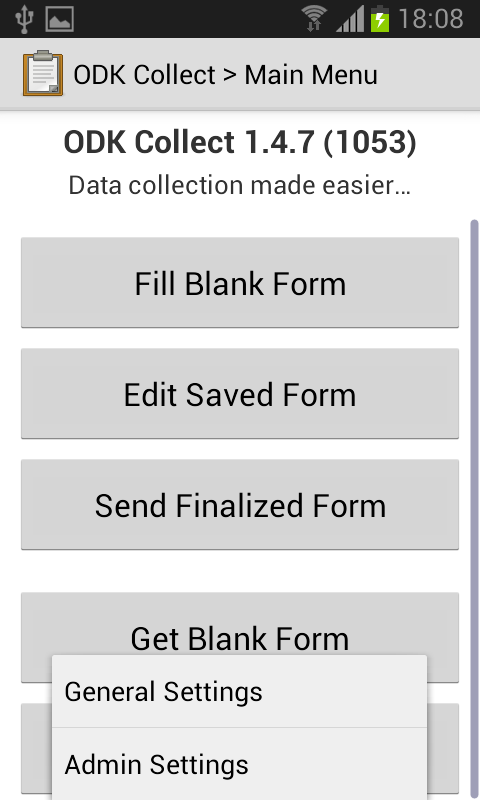 18:08
ODK Collect > Main Menu
ODK Collect 1.4.7 (1053)
Data collection made easier...
Fill Blank Form
Edit Saved Form
Send Finalized Form
Get Blank Form
General Settings
Admin Settings